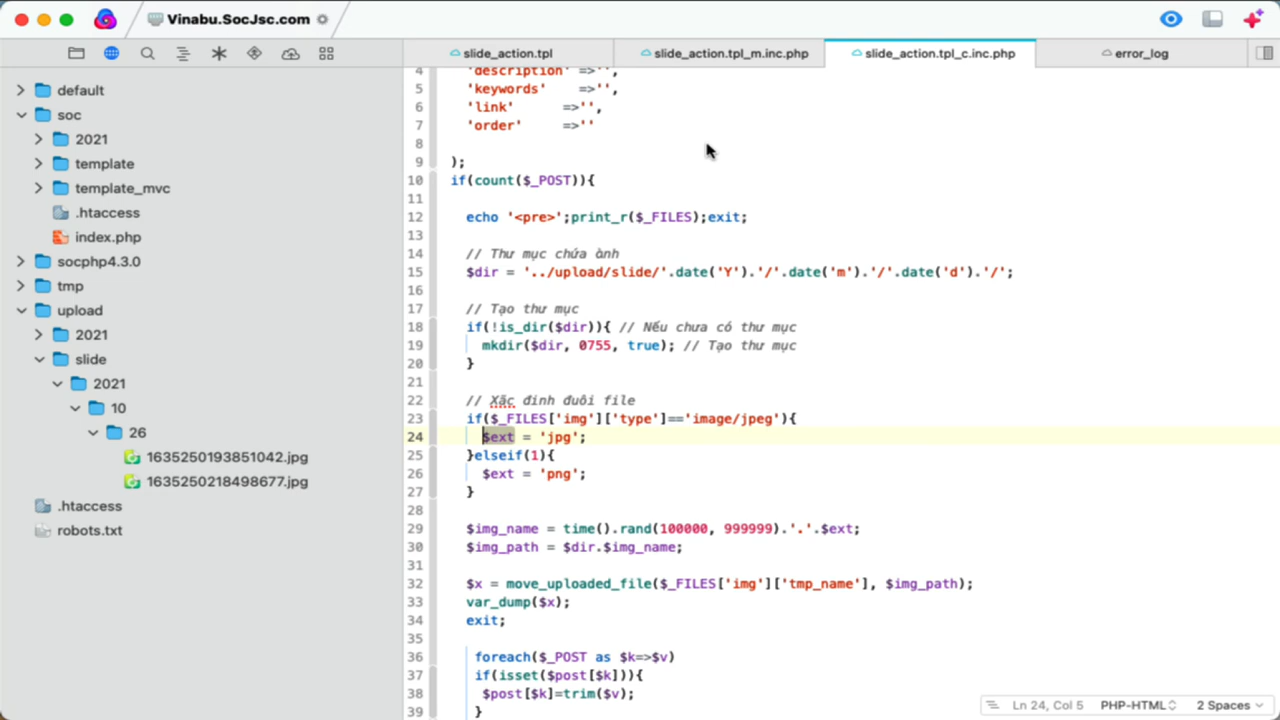 Vinabu.SocJsc.com
slide_action.tpl
slide_action.tpl_m.inc.php
slide_action.tpl_c.inc.php
error_log
default
soc
2021
template
template_mvc
.htaccess
index.php
socphp4.3.0
tmp
upload
2021
slide
2021
10
26
1635250193851042.jpg
1635250218498677.jpg
.htaccess
robots.txt
4 'description' =>'',
5 'keywords' =>'',
6 'link' =>'',
7 'order' =>''
8
9 );
10 if(count($_POST)){
11
12 echo '<pre>';print_r($_FILES);exit;
13
14 // Thư mục chứa ành
15 $dir = '../upload/slide/'.date('Y').'/'.date('m').'/'.date('d').'/';
16
17 // Tạo thư mục
18 if(!is_dir($dir)){ // Nếu chưa có thư mục
19 mkdir($dir, 0755, true); // Tạo thư mục
20 }
21
22 // Xãc đinh đuôi file
23 if($_FILES['img']['type']=='image/jpeg'){
24 $ext = 'jpg';
25 }elseif(1){
26 $ext = 'png';
27 }
28
29 $img_name = time().rand(100000, 999999).'.'.$ext;
30 $img_path = $dir.$img_name;
31
32 $x = move_uploaded_file($_FILES['img']['tmp_name'], $img_path);
33 var_dump($x);
34 exit;
35
36 foreach($_POST as $k=>$v)
37 if(isset($post[$k])){
38 $post[$k]=trim($v);
39 }
Ln 24, Col 5 PHP-HTML 2 Spaces